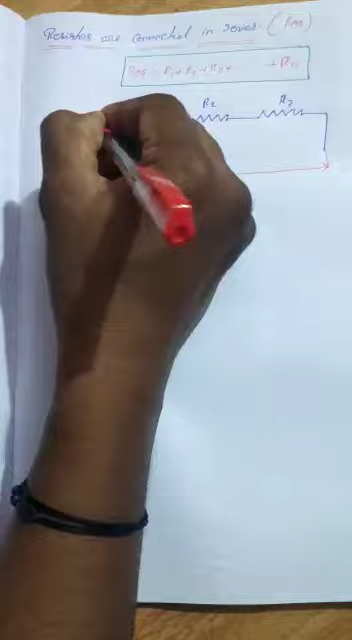 Resistors are connected in series. (Req)
Req = R1 + R2 + R3 + +Rn
R2 R3